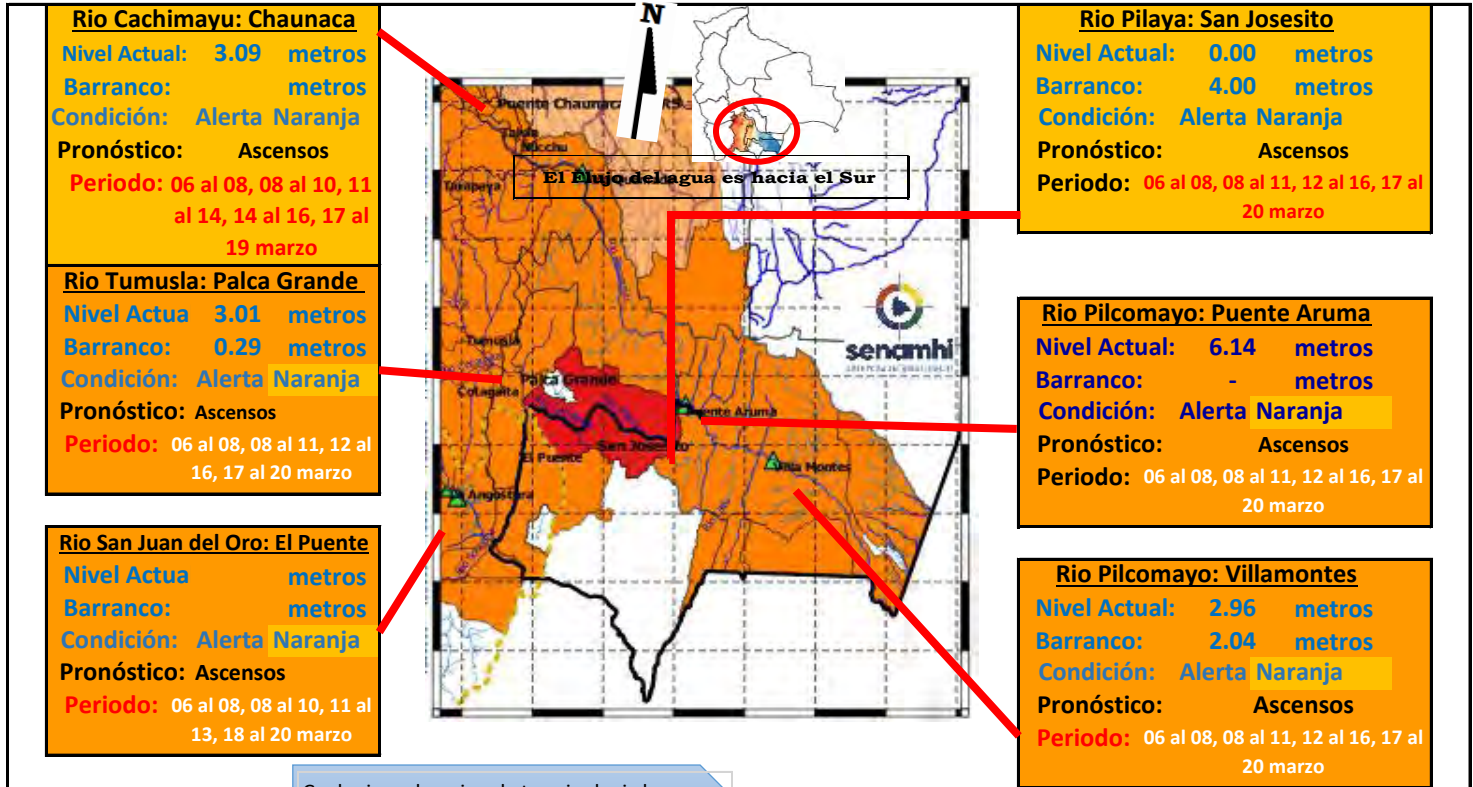 Rio Cachimayu: Chaunaca
Nivel Actual: 3.09 metros
Barranco: metros
Condición: Alerta Naranja
Pronóstico: Ascensos
Periodo: 06 al 08, 08 al 10, 11
al 14, 14 al 16, 17 al
19 marzo
Rio Tumusla: Palca Grande
Nivel Actua 3.01 metros
Barranco: 0.29 metros
Condición: Alerta Naranja
Pronóstico: Ascensos
Periodo: 06 al 08, 08 al 11, 12 al
16, 17 al 20 marzo
Rio San Juan del Oro: El Puente
Nivel Actua metros
Barranco: metros
Condición: Alerta Naranja
Pronóstico: Ascensos
Periodo: 06 al 08, 08 al 10, 11 al
13, 18 al 20 marzo
N
Puente Chaunaca
Talula
Nucchu
Tarapaya
El Flujo del agua es hacia el Sur
senamhi
Tumusla
Palca Grande
Cotagaita
Puente Aruma
San Josesito
El Puente
Villa Montes
Angostura
Rio Pilaya: San Josesito
Nivel Actual: 0.00 metros
Barranco: 4.00 metros
Condición: Alerta Naranja
Pronóstico: Ascensos
Periodo: 06 al 08, 08 al 11, 12 al 16, 17 al
20 marzo
Rio Pilcomayo: Puente Aruma
Nivel Actual: 6.14 metros
Barranco: - metros
Condición: Alerta Naranja
Pronóstico: Ascensos
Periodo: 06 al 08, 08 al 11, 12 al 16, 17 al
20 marzo
Rio Pilcomayo: Villamontes
Nivel Actual: 2.96 metros
Barranco: 2.04 metros
Condición: Alerta Naranja
Pronóstico: Ascensos
Periodo: 06 al 08, 08 al 11, 12 al 16, 17 al
20 marzo